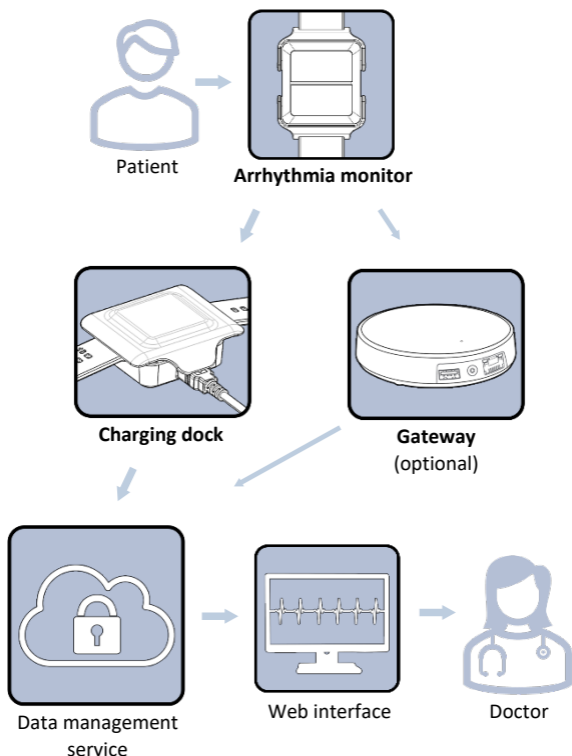 Patient
Arrhythmia monitor
Charging dock
Gateway
(optional)
Data management
service
Web interface
Doctor